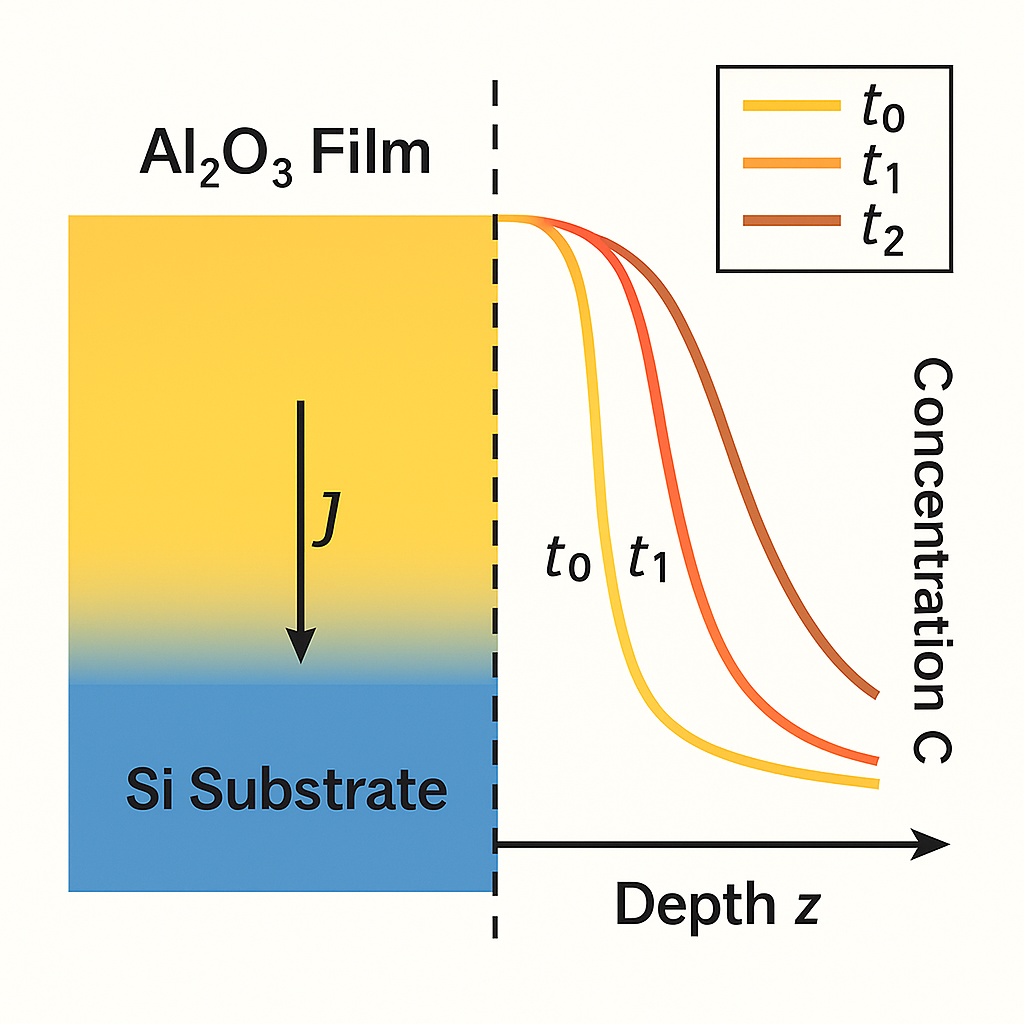 Al₂O₃ Film
t₀
t₁
t₂
J
t₀
t₁
Concentration C
Si Substrate
Depth z